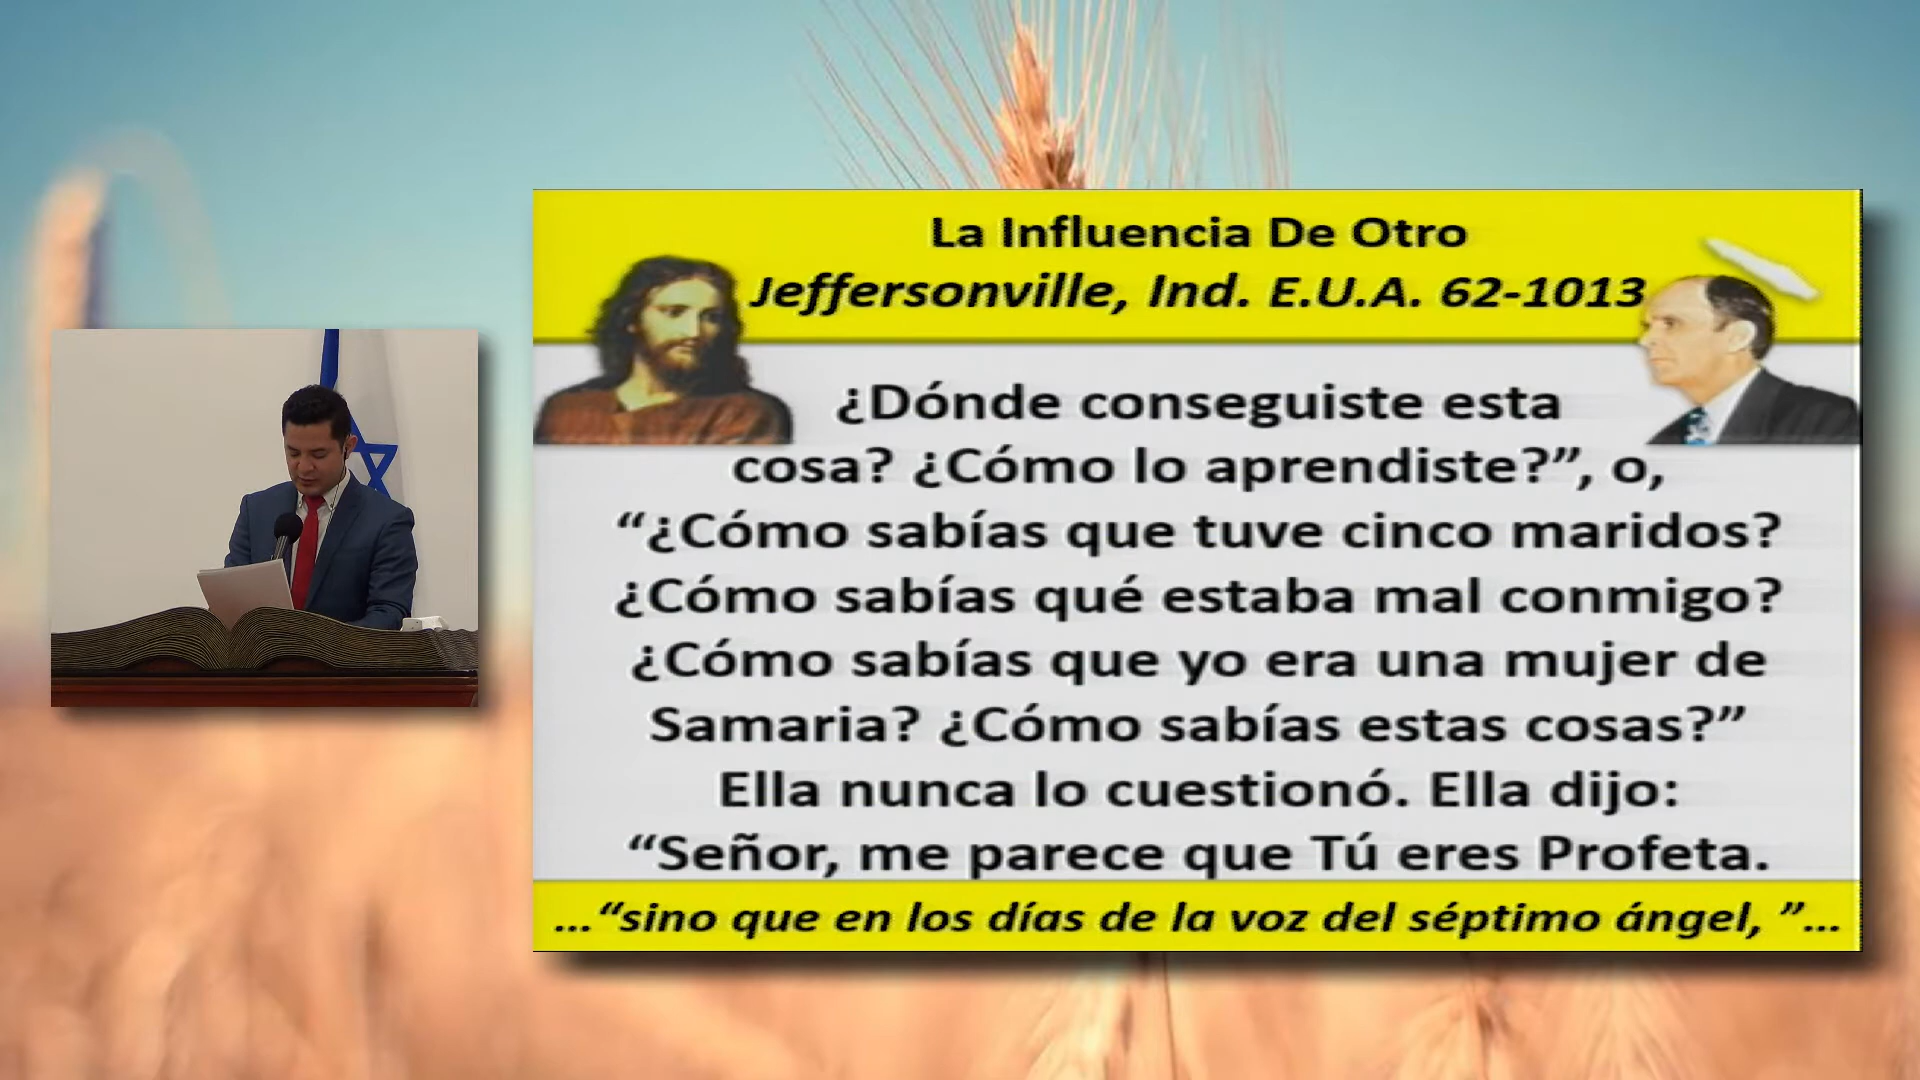 La Influencia De Otro
Jeffersonville, Ind. E.U.A. 62-1013
¿Dónde conseguiste esta
cosa? ¿Cómo lo aprendiste?”, o,
“¿Cómo sabías que tuve cinco maridos?
¿Cómo sabías qué estaba mal conmigo?
¿Cómo sabías que yo era una mujer de
Samaria? ¿Cómo sabías estas cosas?”
Ella nunca lo cuestionó. Ella dijo:
“Señor, me parece que Tú eres Profeta.
...“sino que en los días de la voz del séptimo ángel, ”...